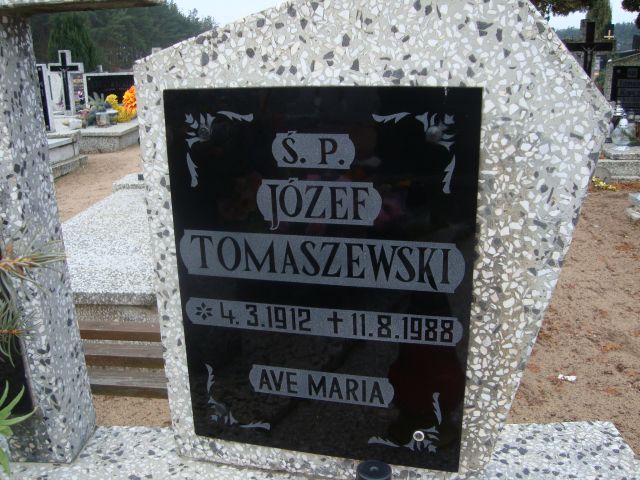 Ś. P.
JÓZEF
TOMASZEWSKI
* 4.3.1912 + 11.8.1988
AVE MARIA